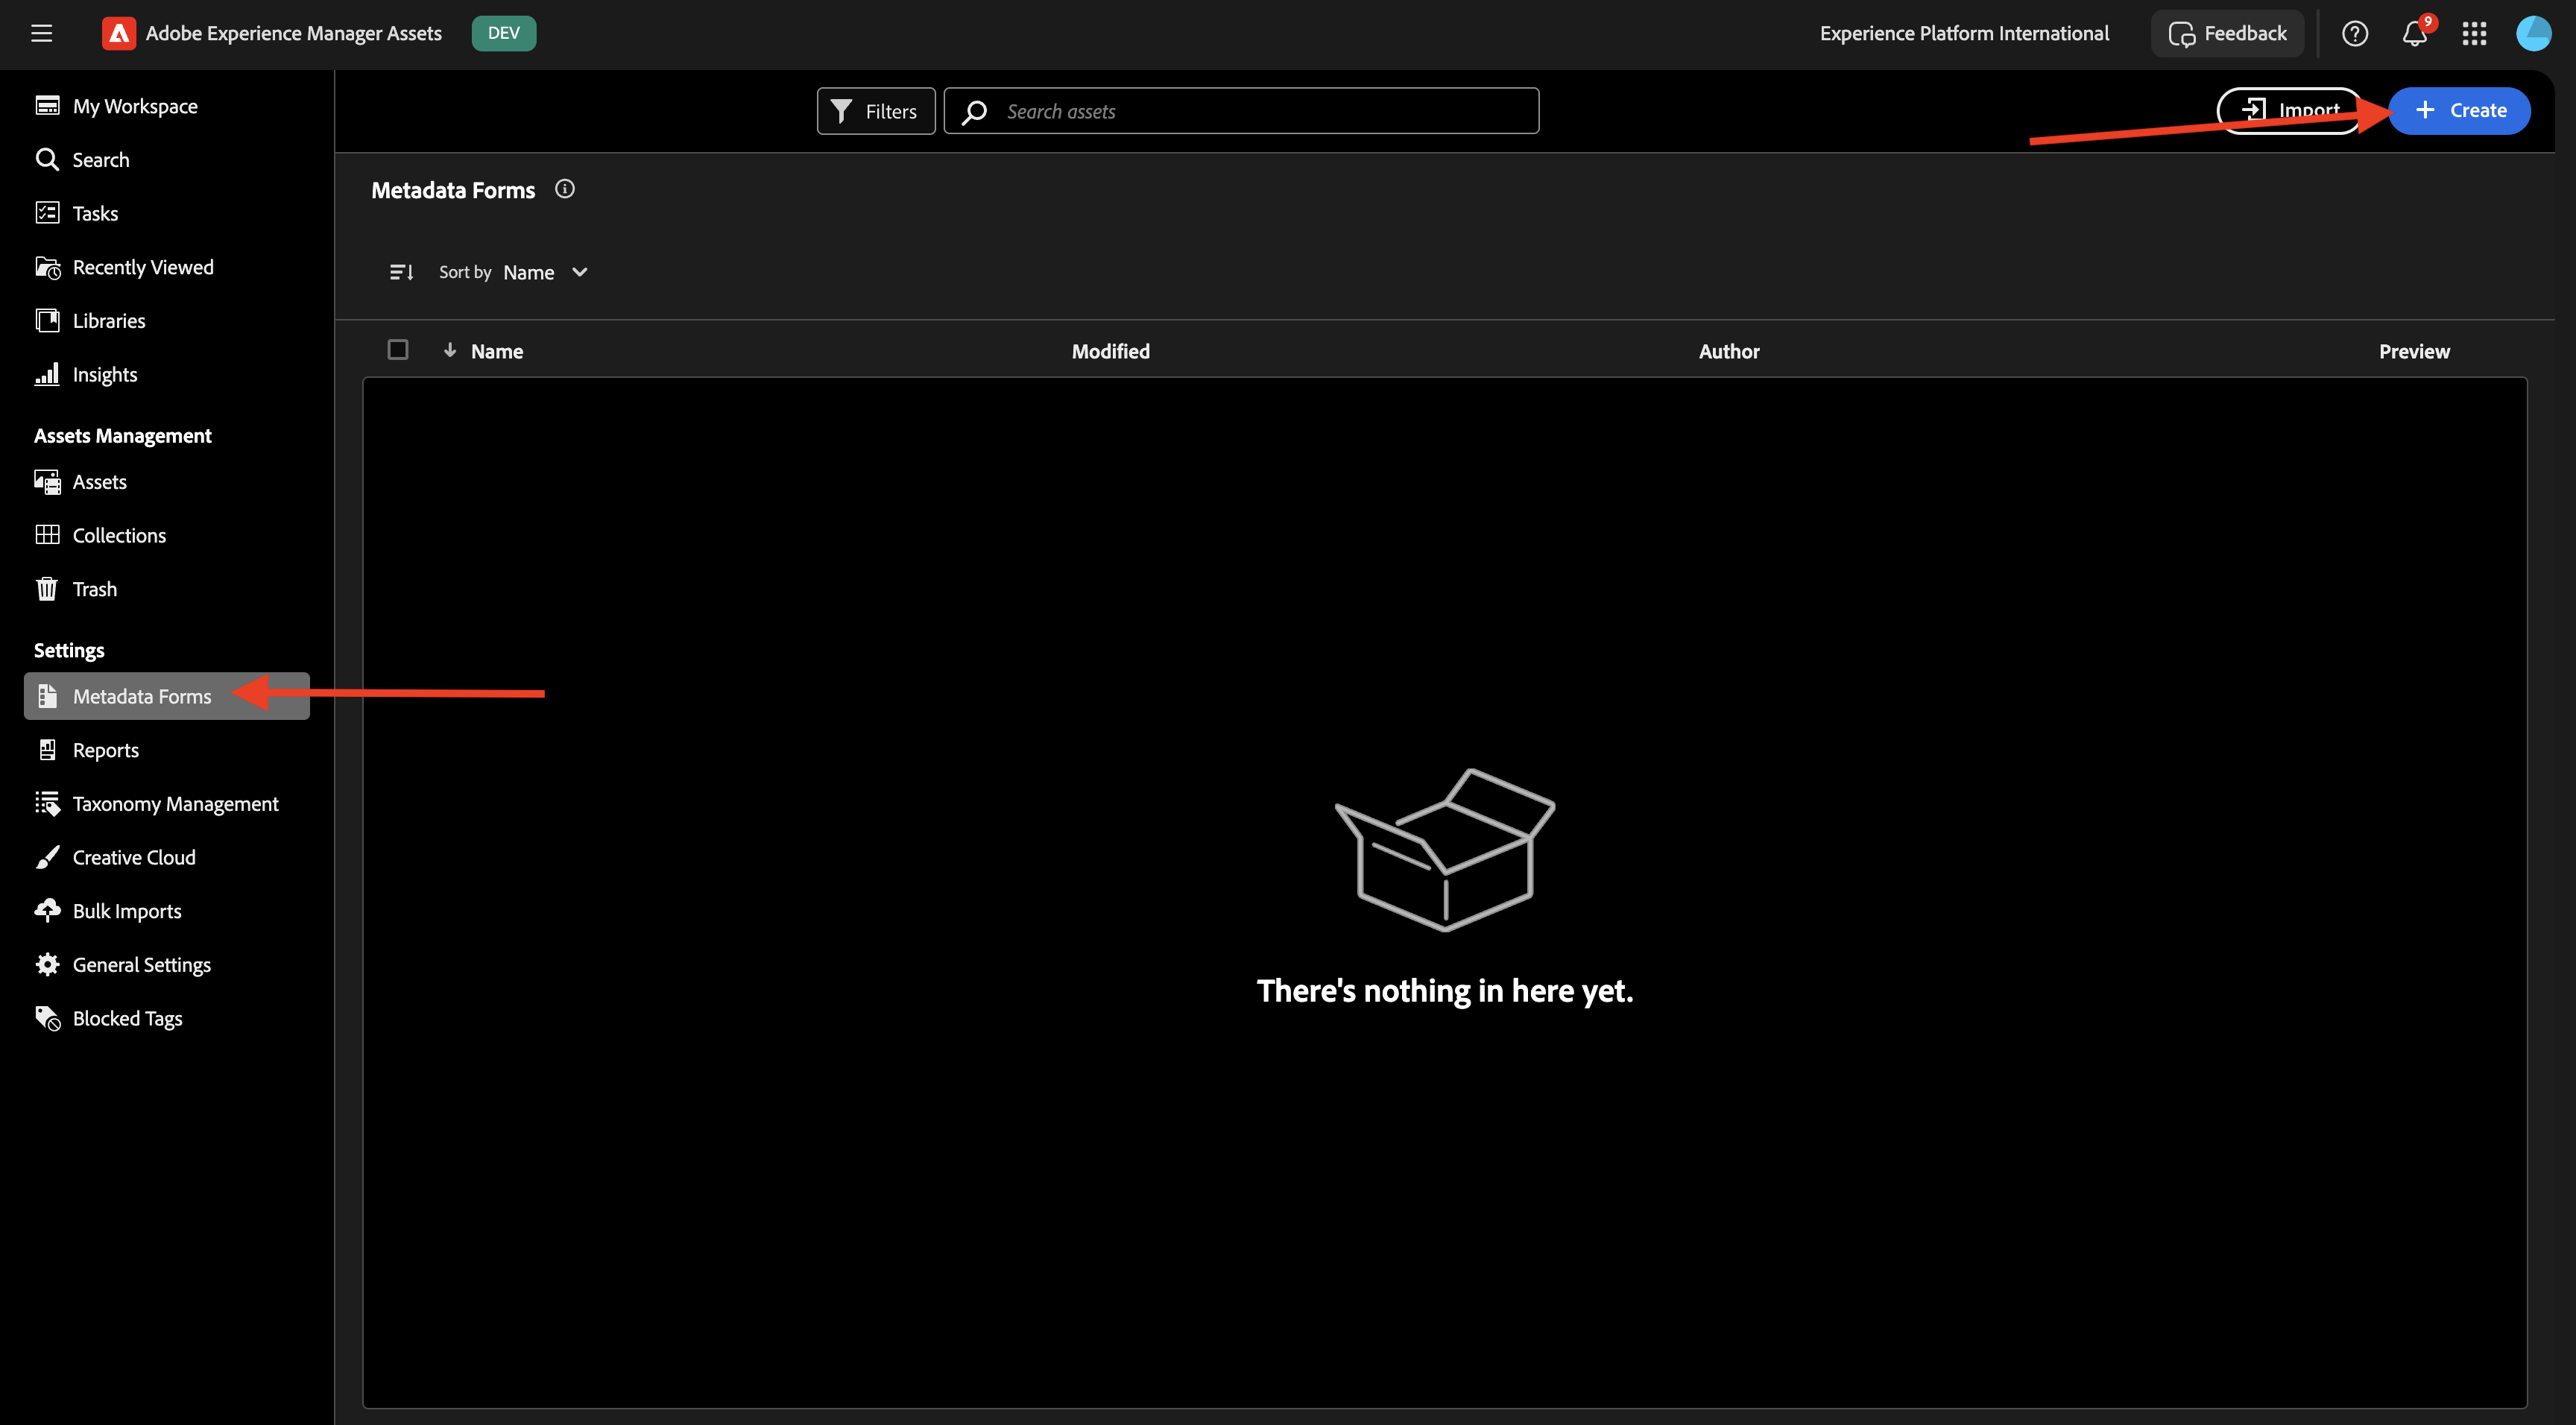 Adobe Experience Manager Assets
DEV
Experience Platform International
Feedback
9
My Workspace
Search
Tasks
Recently Viewed
Libraries
Insights
Assets Management
Assets
Collections
Trash
Settings
Metadata Forms
Reports
Taxonomy Management
Creative Cloud
Bulk Imports
General Settings
Blocked Tags
Filters
Search assets
Import
Create
Metadata Forms
Sort by Name
Name Modified Author Preview
There's nothing in here yet.